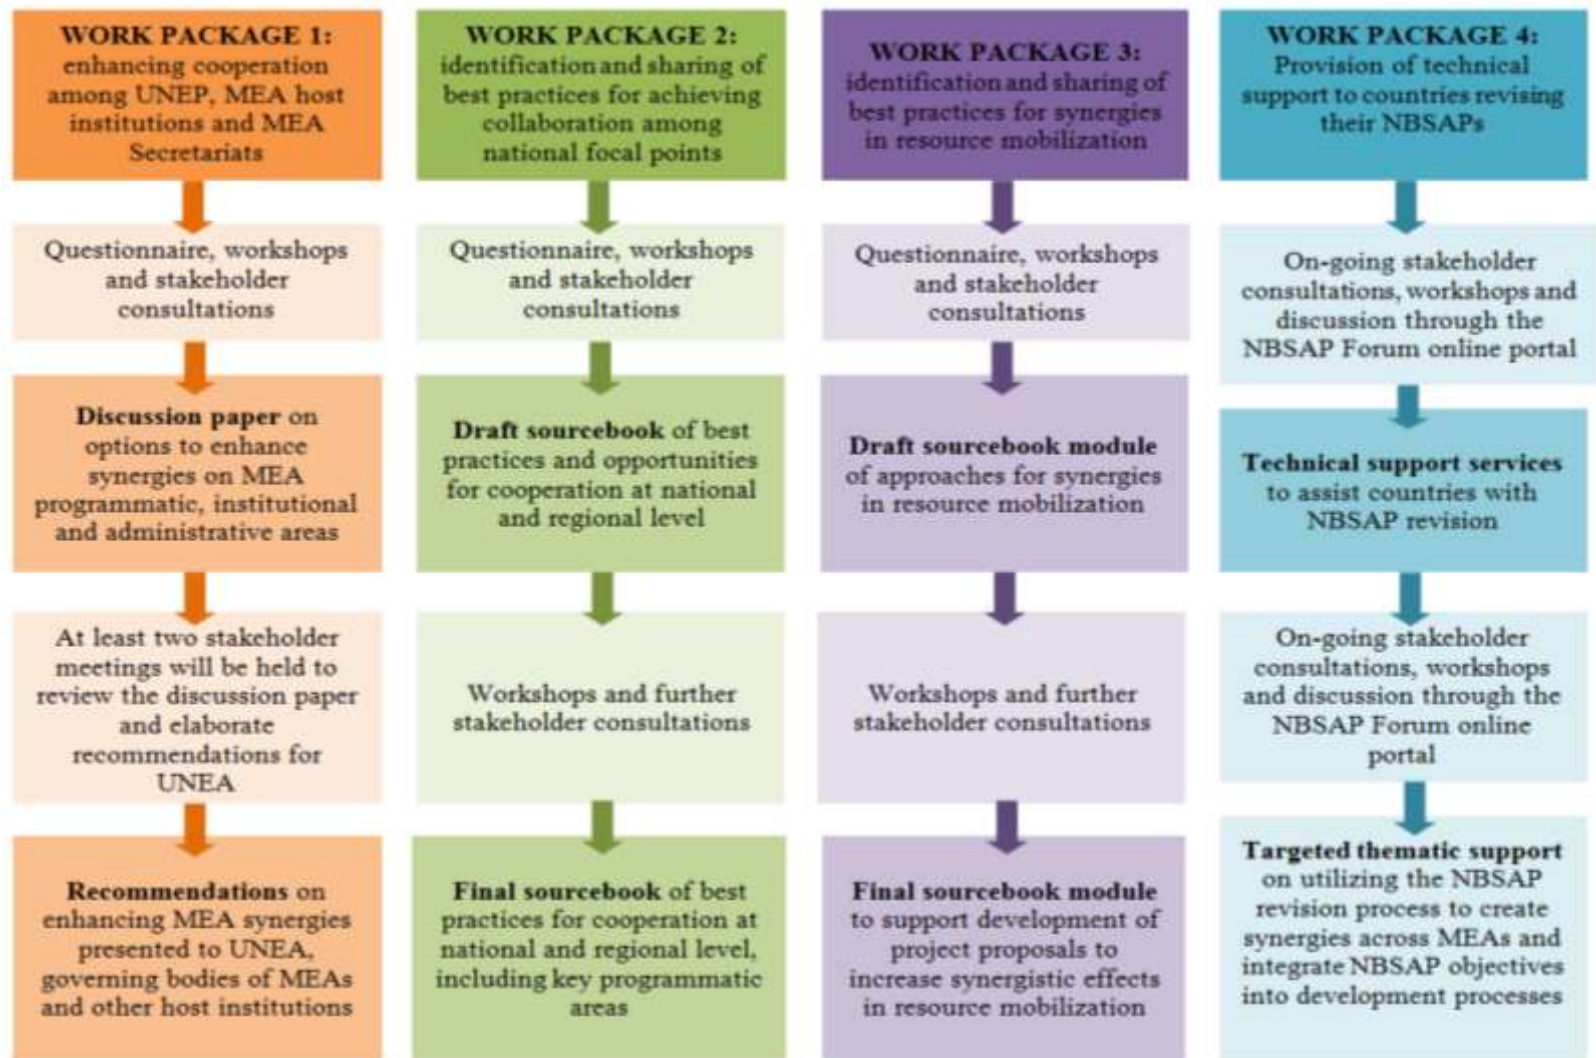 WORK PACKAGE 1:
enhancing cooperation
among UNEP, MEA host
institutions and MEA
Secretariats
Questionnaire, workshops
and stakeholder
consultations
Discussion paper on
options to enhance
synergies on MEA
programmatic, institutional
and administrative areas
At least two stakeholder
meetings will be held to
review the discussion paper
and elaborate
recommendations for
UNEA
Recommendations on
enhancing MEA synergies
presented to UNEA,
governing bodies of MEAs
and other host institutions
WORK PACKAGE 2:
identification and sharing of
best practices for achieving
collaboration among
national focal points
Questionnaire, workshops
and stakeholder
consultations
Draft sourcebook of best
practices and opportunities
for cooperation at national
and regional level
Workshops and further
stakeholder consultations
Final sourcebook of best
practices for cooperation at
national and regional level,
including key programmatic
areas
WORK PACKAGE 3:
identification and sharing of
best practices for synergies
in resource mobilization
Questionnaire, workshops
and stakeholder
consultations
Draft sourcebook module
of approaches for synergies
in resource mobilization
Workshops and further
stakeholder consultations
Final sourcebook module
to support development of
project proposals to
increase synergistic effects
in resource mobilization
WORK PACKAGE 4:
Provision of technical
support to countries revising
their NBSAPs
On-going stakeholder
consultations, workshops and
discussion through the
NBSAP Forum online portal
Technical support services
to assist countries with
NBSAP revision
On-going stakeholder
consultations, workshops
and discussion through the
NBSAP Forum online
portal
Targeted thematic support
on utilizing the NBSAP
revision process to create
synergies across MEAs and
integrate NBSAP objectives
into development processes